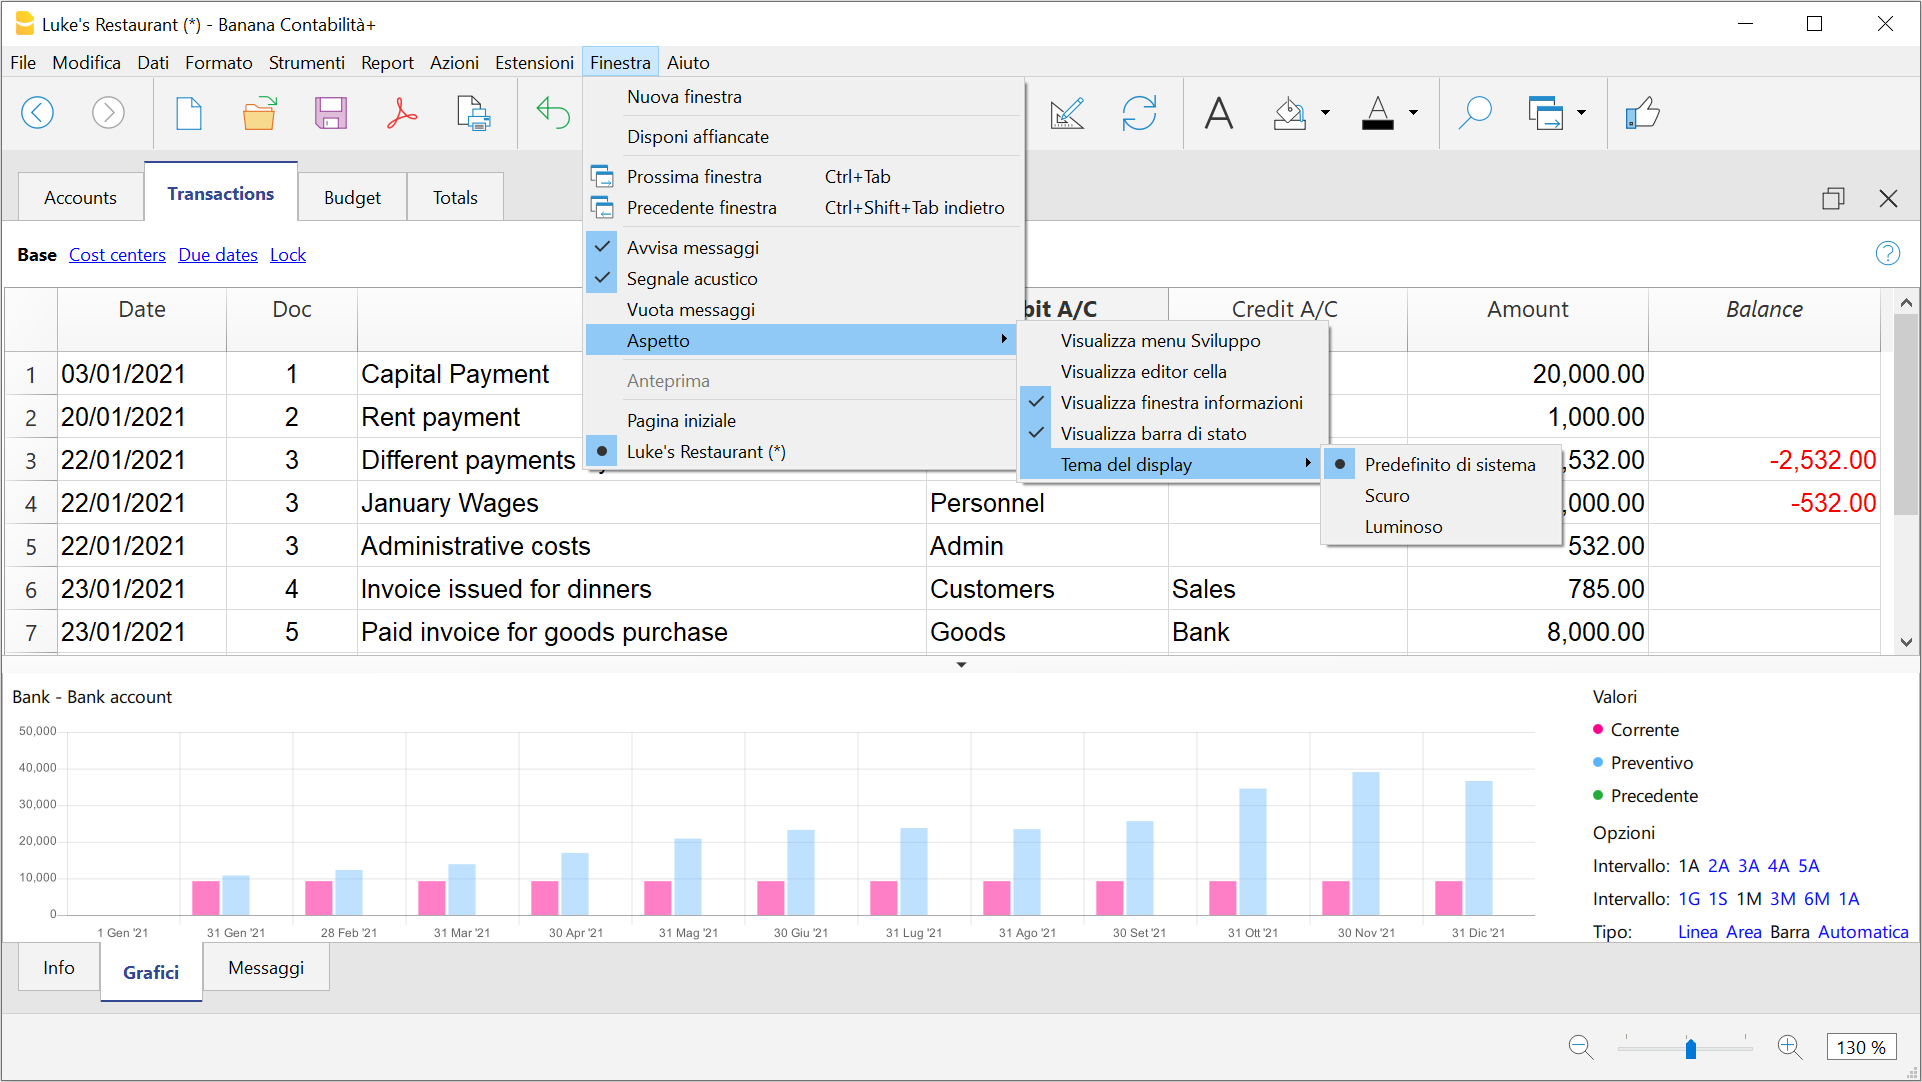 Luke's Restaurant (*) - Banana Contabilità+
File Modifica Dati Formato Strumenti Report Azioni Estensioni Finestra Aiuto
Nuova finestra
Disponi affiancate
Prossima finestra Ctrl+Tab
Precedente finestra Ctrl+Shift+Tab indietro
Avvisa messaggi
Segnale acustico
Vuota messaggi
Aspetto
Anteprima
Pagina iniziale
Luke's Restaurant (*)
Visualizza menu Sviluppo
Visualizza editor cella
Visualizza finestra informazioni
Visualizza barra di stato
Tema del display
Predefinito di sistema
Scuro
Luminoso
Accounts Transactions Budget Totals
Base Cost centers Due dates Lock
Date Doc bit A/C Credit A/C Amount Balance
1 03/01/2021 1 Capital Payment 20,000.00
2 20/01/2021 2 Rent payment 1,000.00
3 22/01/2021 3 Different payments ,532.00 -2,532.00
4 22/01/2021 3 January Wages Personnel ,000.00 -532.00
5 22/01/2021 3 Administrative costs Admin 532.00
6 23/01/2021 4 Invoice issued for dinners Customers Sales 785.00
7 23/01/2021 5 Paid invoice for goods purchase Goods Bank 8,000.00
Bank - Bank account
50,000
40,000
30,000
20,000
10,000
0
1 Gen '21 31 Gen '21 28 Feb '21 31 Mar '21 30 Apr '21 31 Mag '21 30 Giu '21 31 Lug '21 31 Ago '21 30 Set '21 31 Ott '21 30 Nov '21 31 Dic '21
Valori
Corrente
Preventivo
Precedente
Opzioni
Intervallo: 1A 2A 3A 4A 5A
Intervallo: 1G 1S 1M 3M 6M 1A
Tipo: Linea Area Barra Automatica
Info Grafici Messaggi
130 %